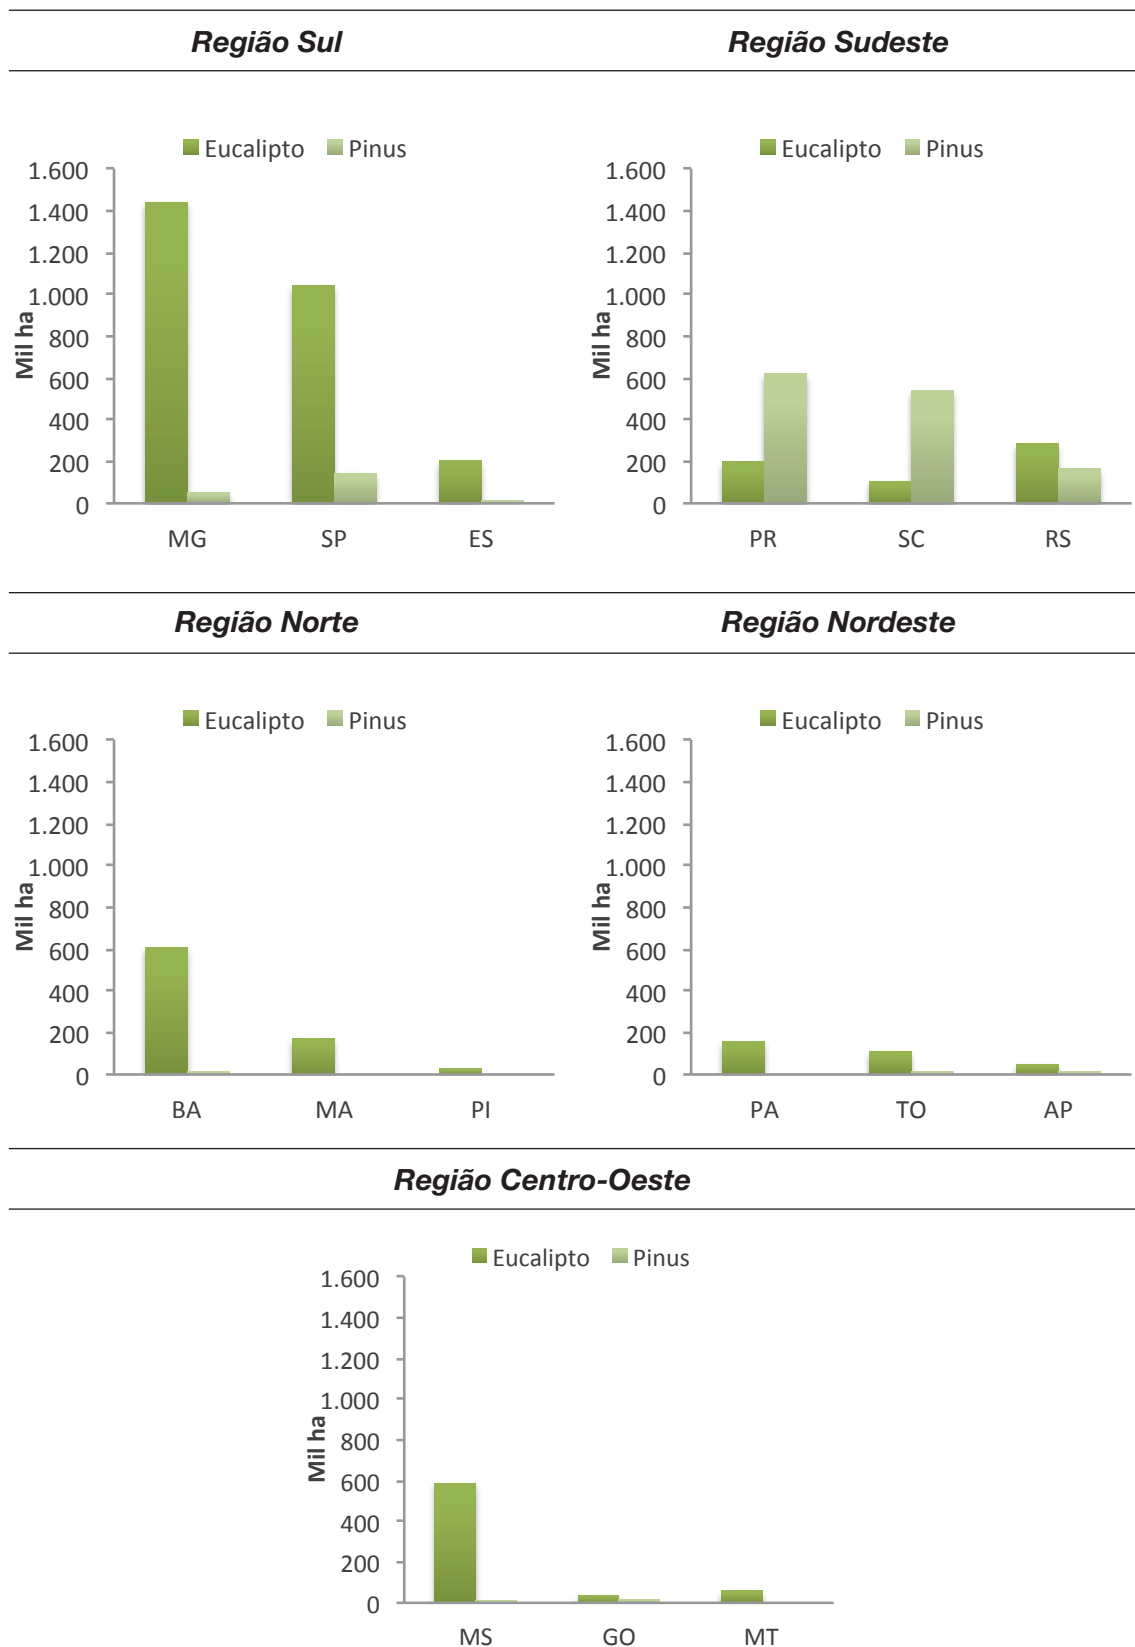 Região Sul
Região Sudeste
Eucalipto Pinus
1.600
1.400
1.200
1.000
800
600
400
200
0
Mil ha
MG SP ES
Eucalipto Pinus
1.600
1.400
1.200
1.000
800
600
400
200
0
Mil ha
PR SC RS
Região Norte
Região Nordeste
Eucalipto Pinus
1.600
1.400
1.200
1.000
800
600
400
200
0
Mil ha
BA MA PI
Eucalipto Pinus
1.600
1.400
1.200
1.000
800
600
400
200
0
Mil ha
PA TO AP
Região Centro-Oeste
Eucalipto Pinus
1.600
1.400
1.200
1.000
800
600
400
200
0
Mil ha
MS GO MT